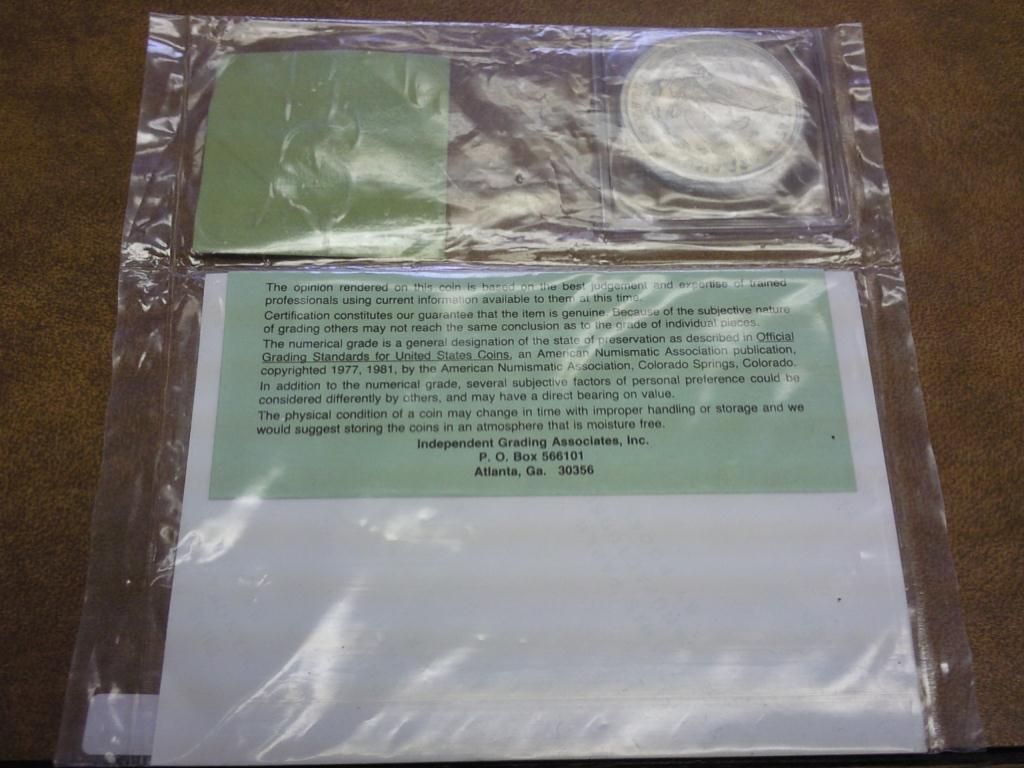 The opinion rendered on this coin is based on the best judgement and expertise of trained
professionals using current information available to them at this time.
Certification constitutes our guarantee that the item is genuine. Because of the subjective nature
of grading others may not reach the same conclusion as to the grade of individual pieces.
The numerical grade is a general designation of the state of preservation as described in Official
Grading Standards for United States Coins, an American Numismatic Association publication,
copyrighted 1977, 1981, by the American Numismatic Association, Colorado Springs, Colorado.
In addition to the numerical grade, several subjective factors of personal preference could be
considered differently by others, and may have a direct bearing on value.
The physical condition of a coin may change in time with improper handling or storage and we
would suggest storing the coins in an atmosphere that is moisture free.
Independent Grading Associates, Inc.
P. O. Box 566101
Atlanta, Ga. 30356